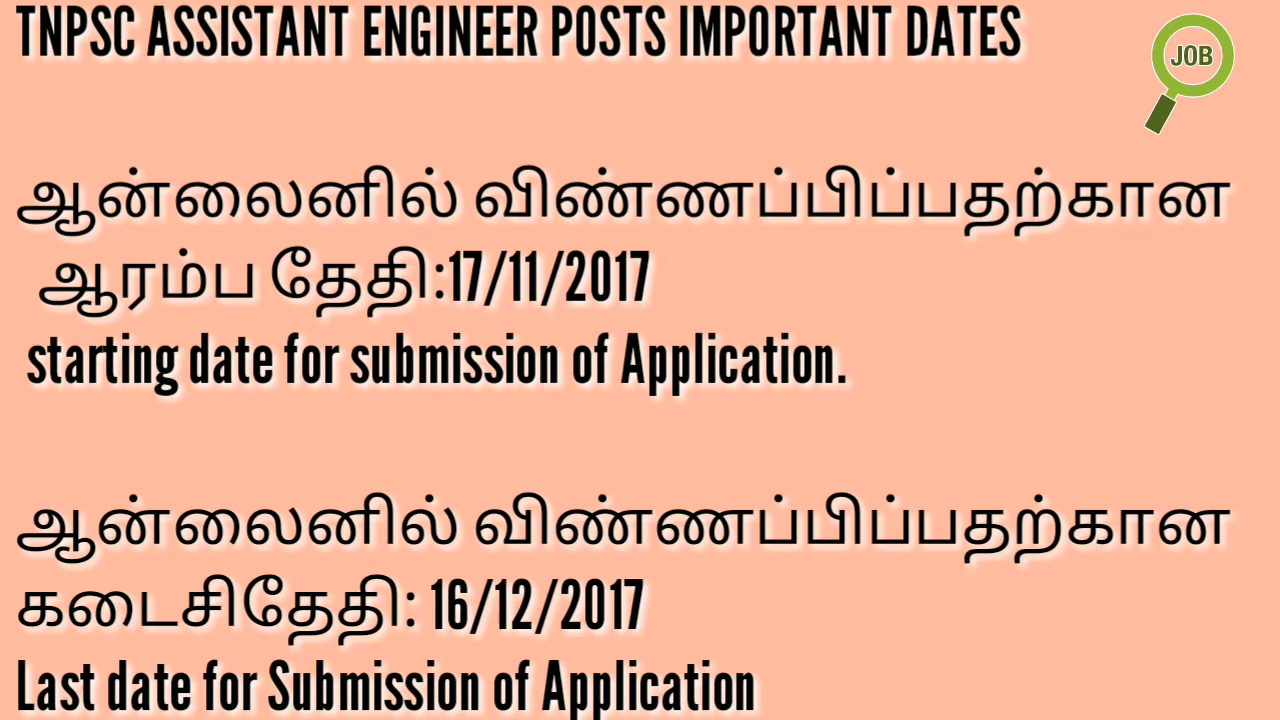 TNPSC ASSISTANT ENGINEER POSTS IMPORTANT DATES
JOB
ஆன்லைனில் விண்ணப்பிப்பதற்கான
ஆரம்ப தேதி:17/11/2017
starting date for submission of Application.
ஆன்லைனில் விண்ணப்பிப்பதற்கான
கடைசிதேதி: 16/12/2017
Last date for Submission of Application